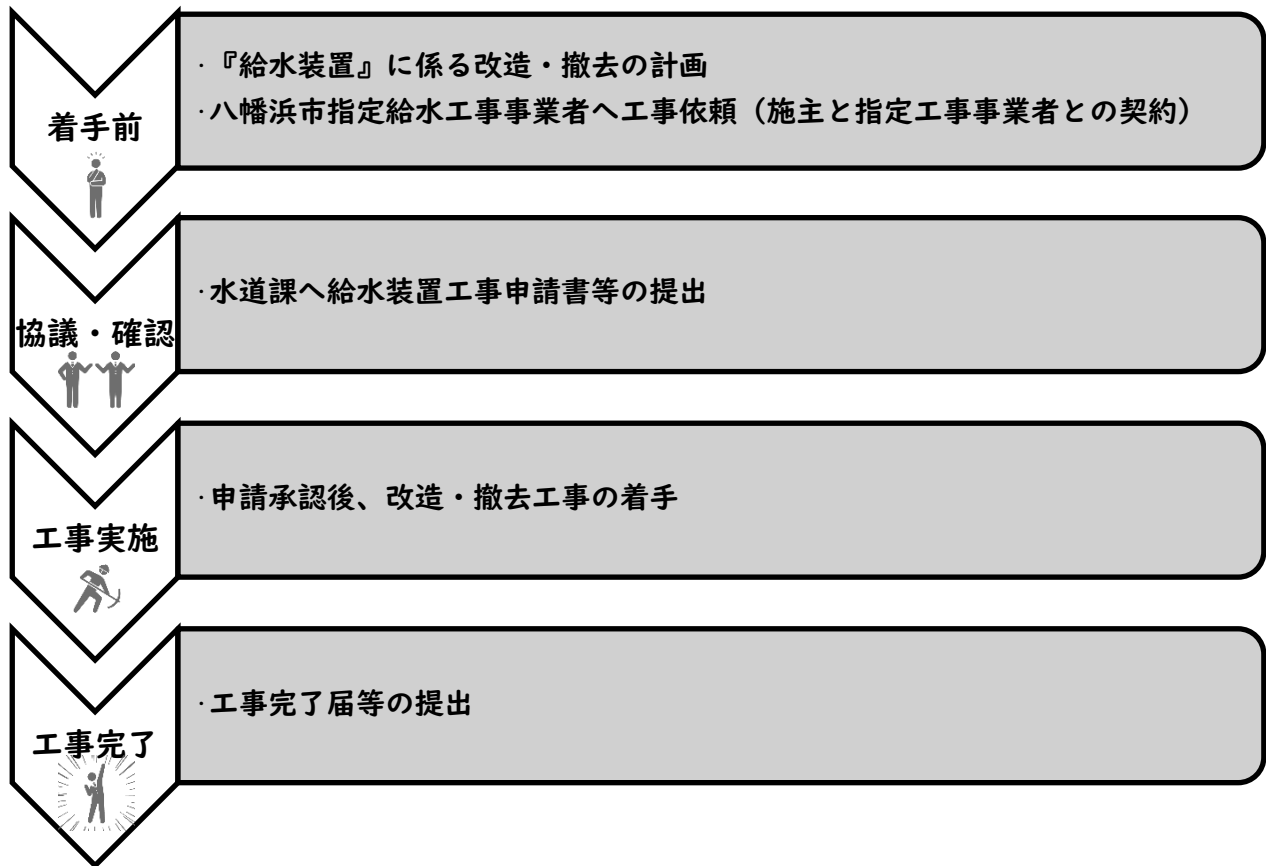 着手前
・『給水装置』に係る改造・撤去の計画
・八幡浜市指定給水工事事業者へ工事依頼（施主と指定工事事業者との契約）
協議・確認
・水道課へ給水装置工事申請書等の提出
工事実施
・申請承認後、改造・撤去工事の着手
工事完了
・工事完了届等の提出